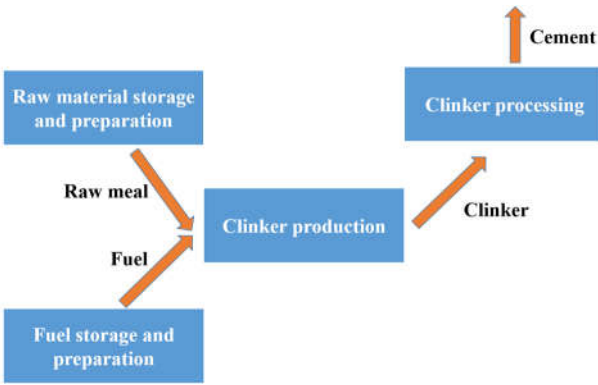 Cement
Raw material storage
and preparation
Clinker processing
Raw meal
Clinker production
Clinker
Fuel
Fuel storage and
preparation